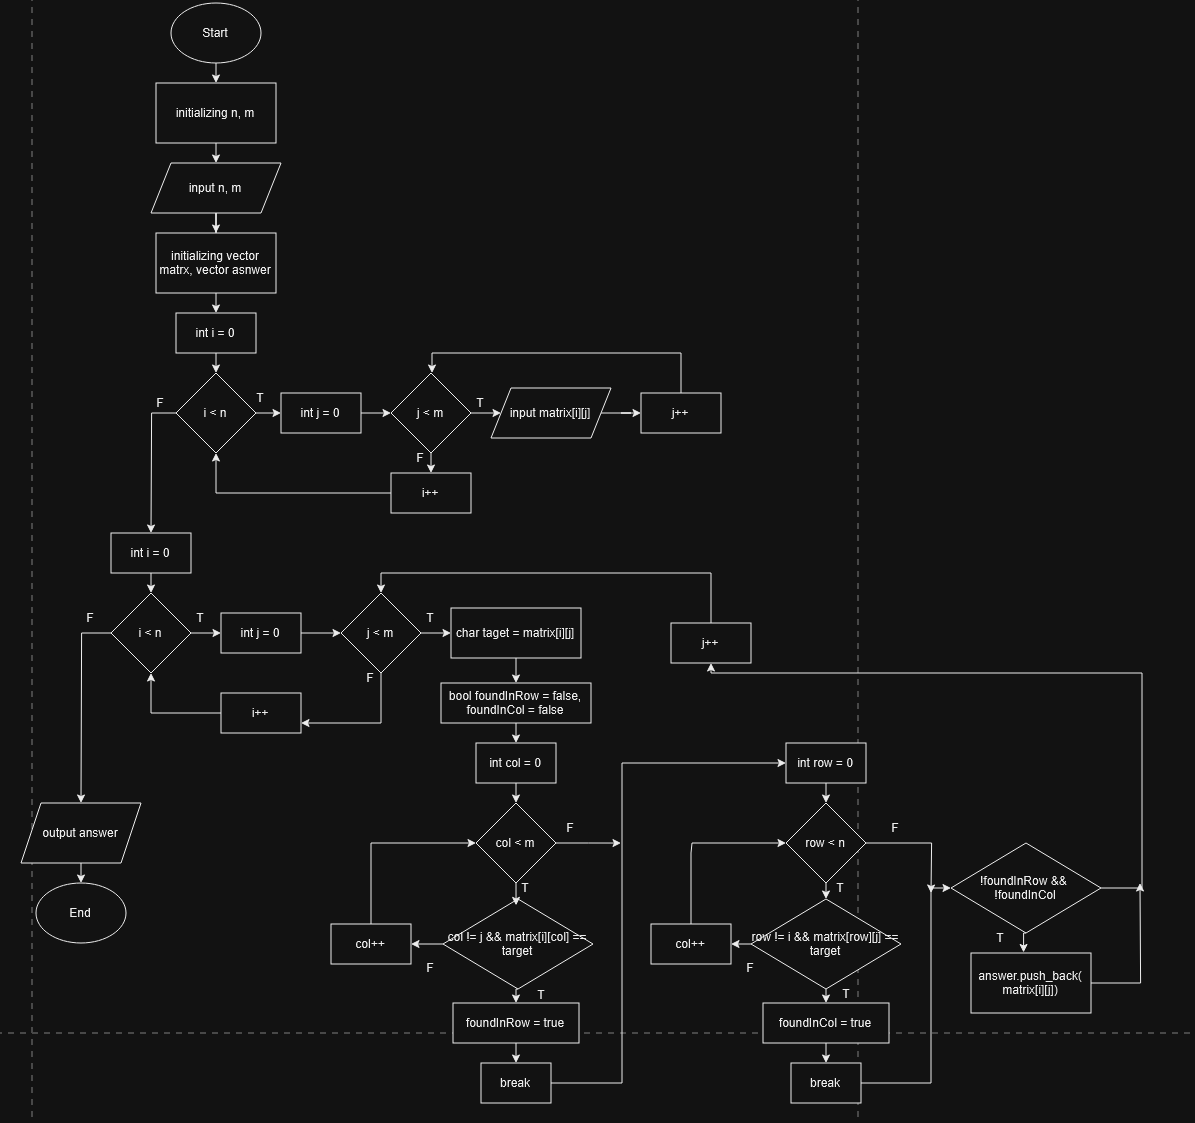 Start
initializing n, m
input n, m
initializing vector
matrx, vector asnwer
int i = 0
F
i < n
T
int j = 0
j < m
T
input matrix[i][j]
j++
F
i++
int i = 0
F
i < n
T
int j = 0
j < m
T
char taget = matrix[i][j]
j++
F
i++
bool foundInRow = false,
foundInCol = false
int col = 0
int row = 0
output answer
col < m
F
row < n
F
T
T
!foundInRow &&
!foundInCol
End
col++
col != j && matrix[i][col] ==
target
col++
row != i && matrix[row][j] ==
target
T
F
F
answer.push_back(
matrix[i][j])
T
T
foundInRow = true
foundInCol = true
break
break